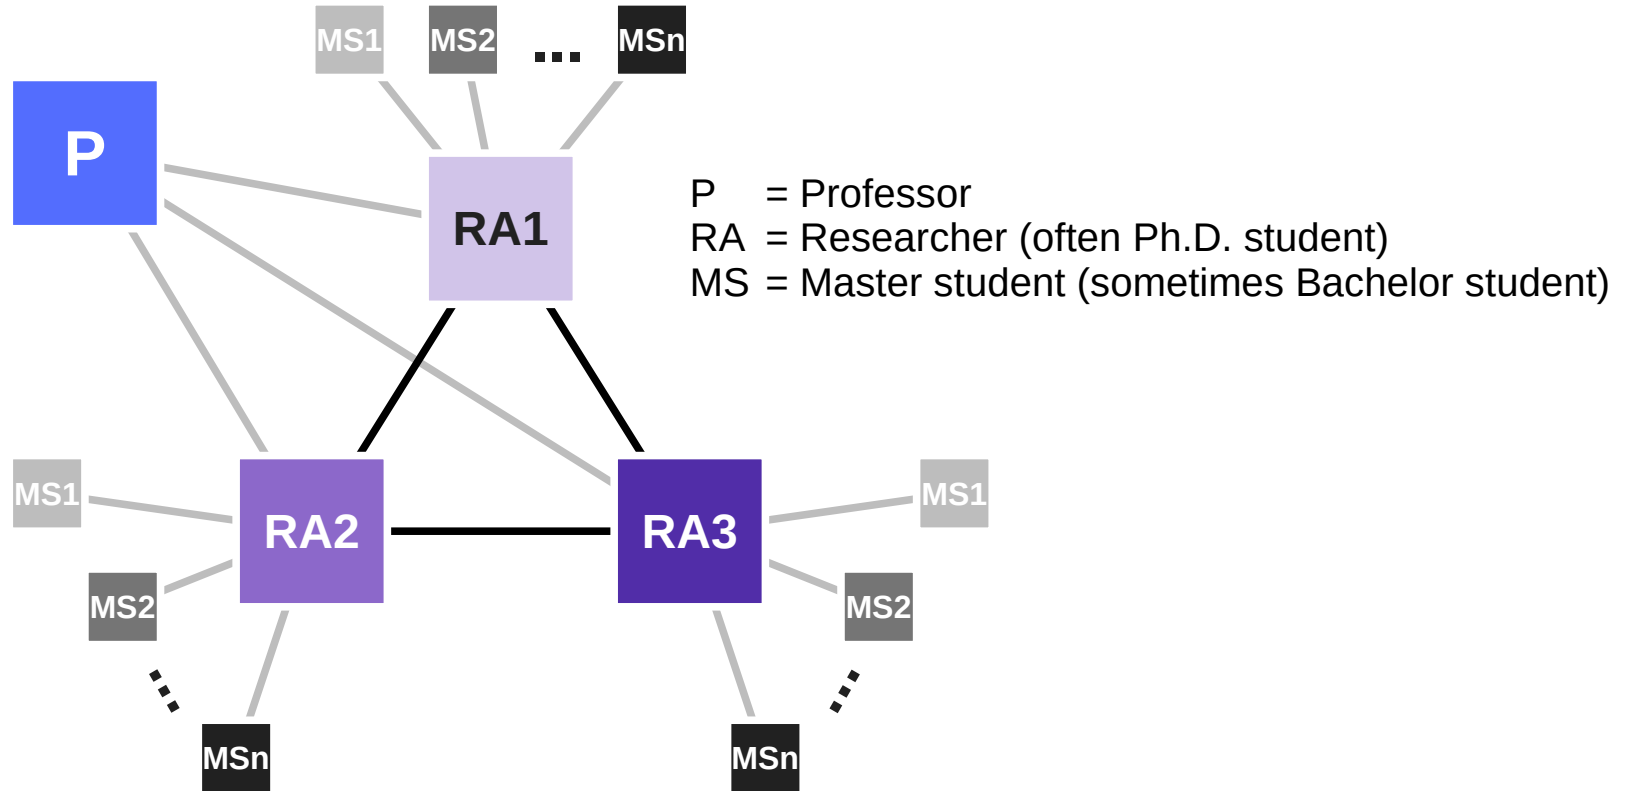 MS1 MS2 ... MSn
P
RA1
P = Professor
RA = Researcher (often Ph.D. student)
MS = Master student (sometimes Bachelor student)
MS1 RA2 RA3 MS1
MS2 MS2
MSn MSn